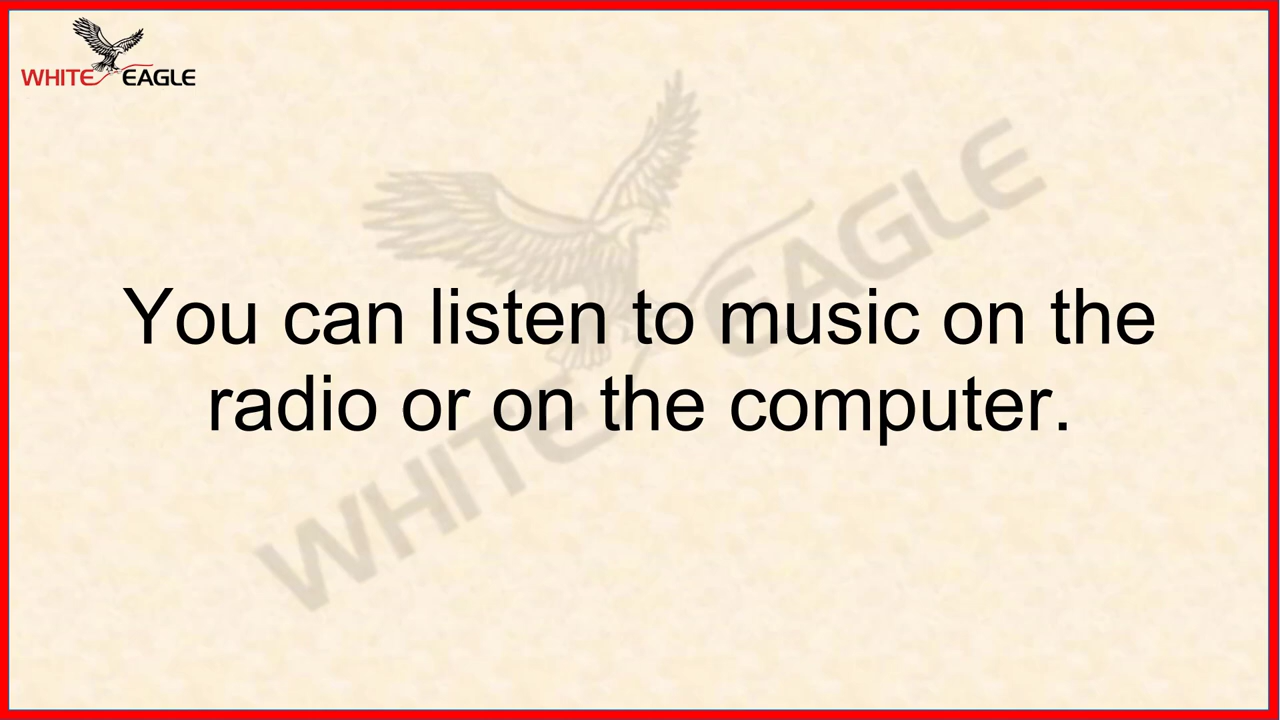 WHITE EAGLE
You can listen to music on the
radio or on the computer.
WHITE EAGLE